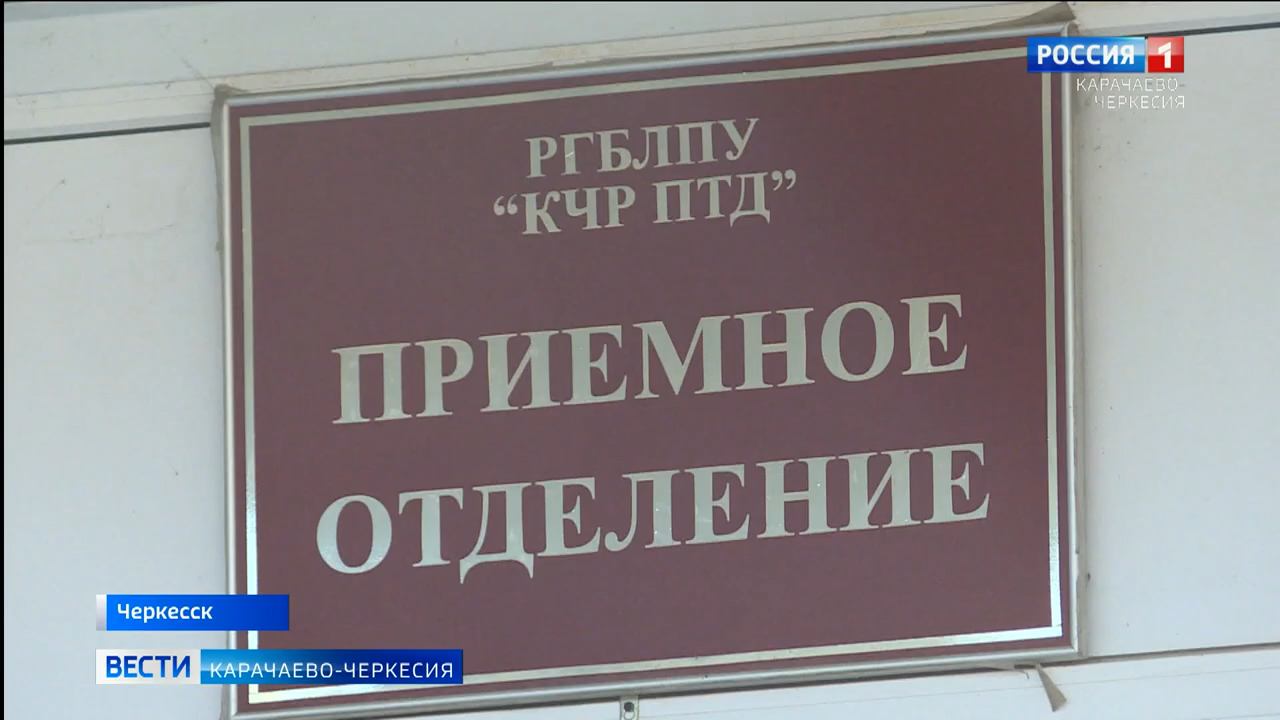 РОССИЯ 1
КАРАЧАЕВО-
ЧЕРКЕСИЯ
РГБЛПУ
“КЧР ПТД”
ПРИЕМНОЕ
ОТДЕЛЕНИЕ
Черкесск
ВЕСТИ КАРАЧАЕВО-ЧЕРКЕСИЯ